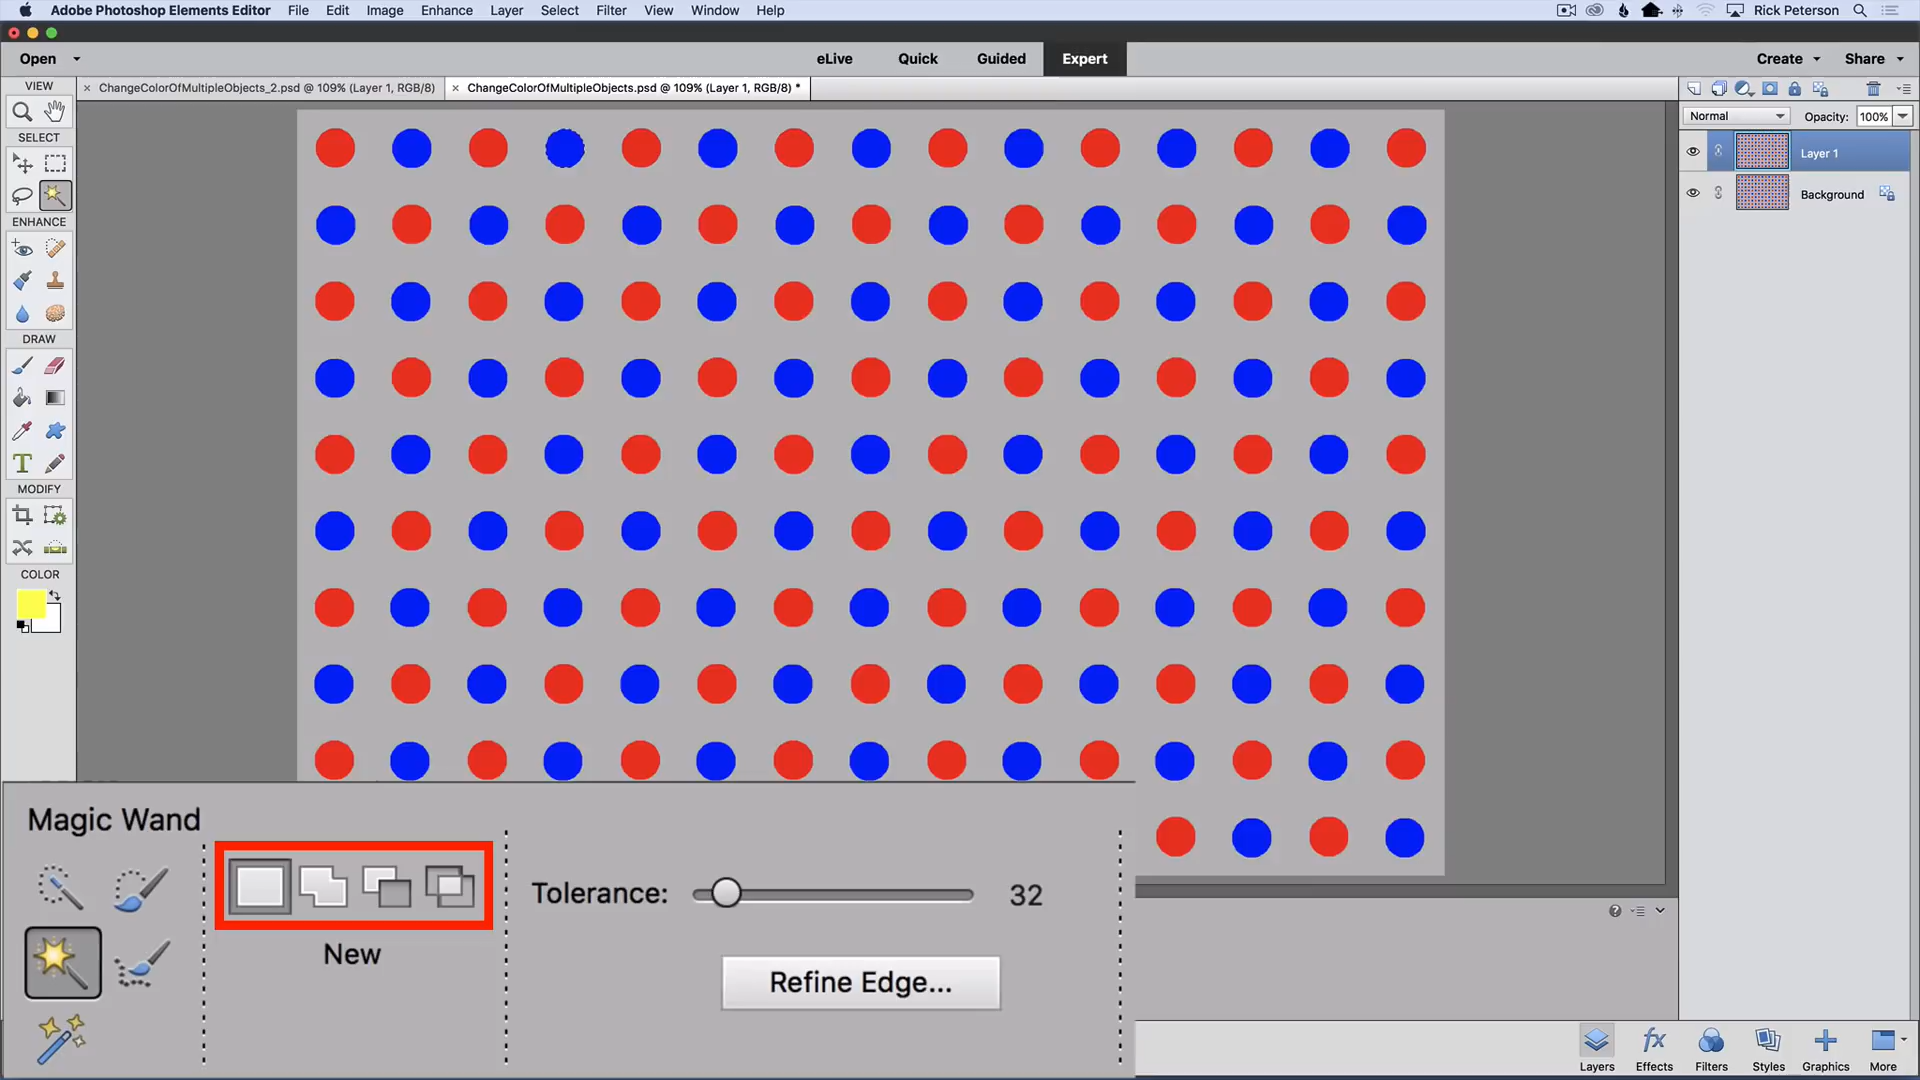 Adobe Photoshop Elements Editor File Edit Image Enhance Layer Select Filter View Window Help Rick Peterson
Open eLive Quick Guided Expert Create Share
VIEW × ChangeColorOfMultipleObjects_2.psd @ 109% (Layer 1, RGB/8) × ChangeColorOfMultipleObjects.psd @ 109% (Layer 1, RGB/8) *
Normal Opacity: 100%
SELECT
Layer 1
Background
ENHANCE
DRAW
MODIFY
COLOR
Magic Wand
Tolerance: 32
New
Refine Edge...
Layers Effects Filters Styles Graphics More